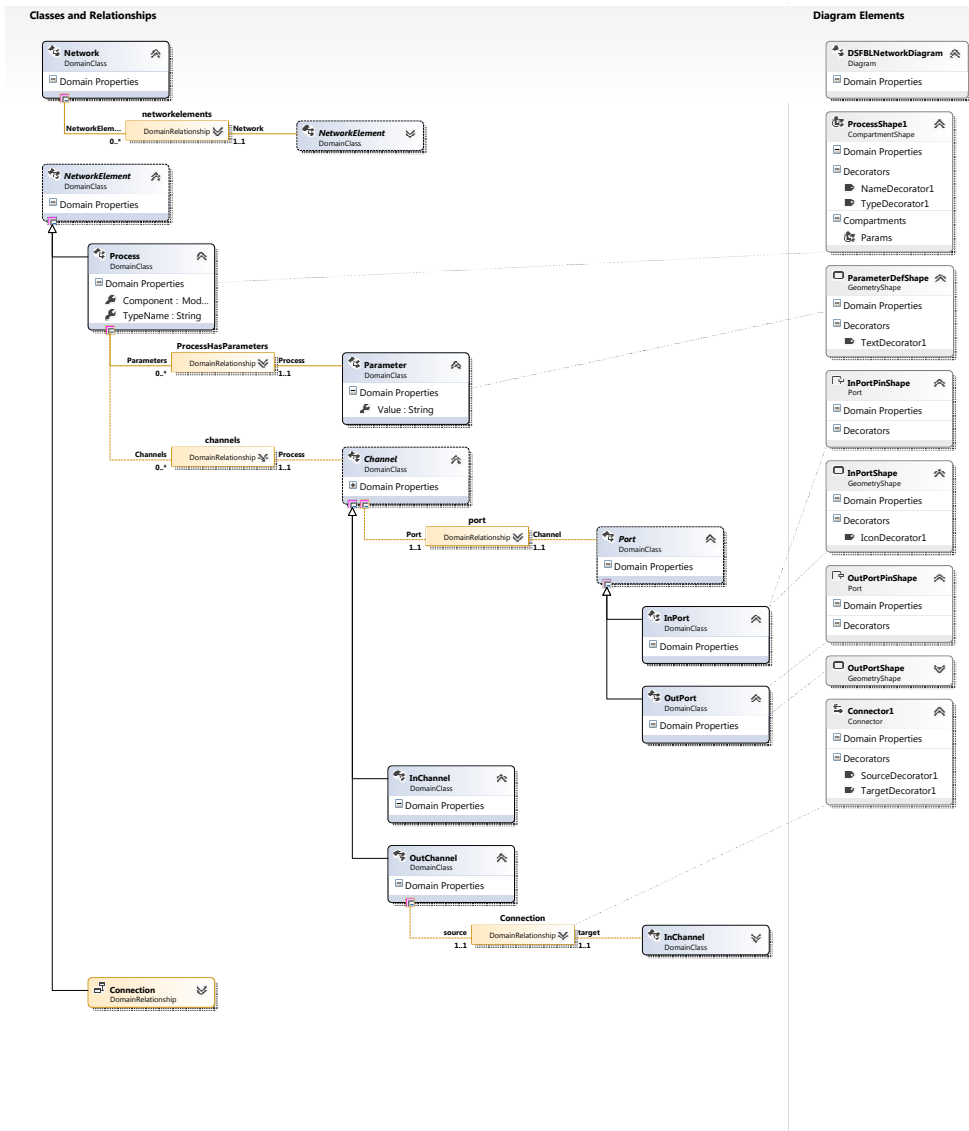 Classes and Relationships
Network
DomainClass
Domain Properties
networkelements
NetworkElem...
DomainRelationship
Network
0..*
1..1
NetworkElement
DomainClass
NetworkElement
DomainClass
Domain Properties
Process
DomainClass
Domain Properties
Component : Mod...
TypeName : String
ProcessHasParameters
Parameters
DomainRelationship
Process
0..*
1..1
Parameter
DomainClass
Domain Properties
Value : String
channels
Channels
DomainRelationship
Process
0..*
1..1
Channel
DomainClass
Domain Properties
port
Port
DomainRelationship
Channel
1..1
1..1
Port
DomainClass
Domain Properties
InPort
DomainClass
Domain Properties
OutPort
DomainClass
Domain Properties
InChannel
DomainClass
Domain Properties
OutChannel
DomainClass
Domain Properties
Connection
source
DomainRelationship
target
1..1
1..1
InChannel
DomainClass
Connection
DomainRelationship
Diagram Elements
DSFBLNetworkDiagram
Diagram
Domain Properties
ProcessShape1
CompartmentShape
Domain Properties
Decorators
NameDecorator1
TypeDecorator1
Compartments
Params
ParameterDefShape
GeometryShape
Domain Properties
Decorators
TextDecorator1
InPortPinShape
Port
Domain Properties
Decorators
InPortShape
GeometryShape
Domain Properties
Decorators
IconDecorator1
OutPortPinShape
Port
Domain Properties
Decorators
OutPortShape
GeometryShape
Connector1
Connector
Domain Properties
Decorators
SourceDecorator1
TargetDecorator1